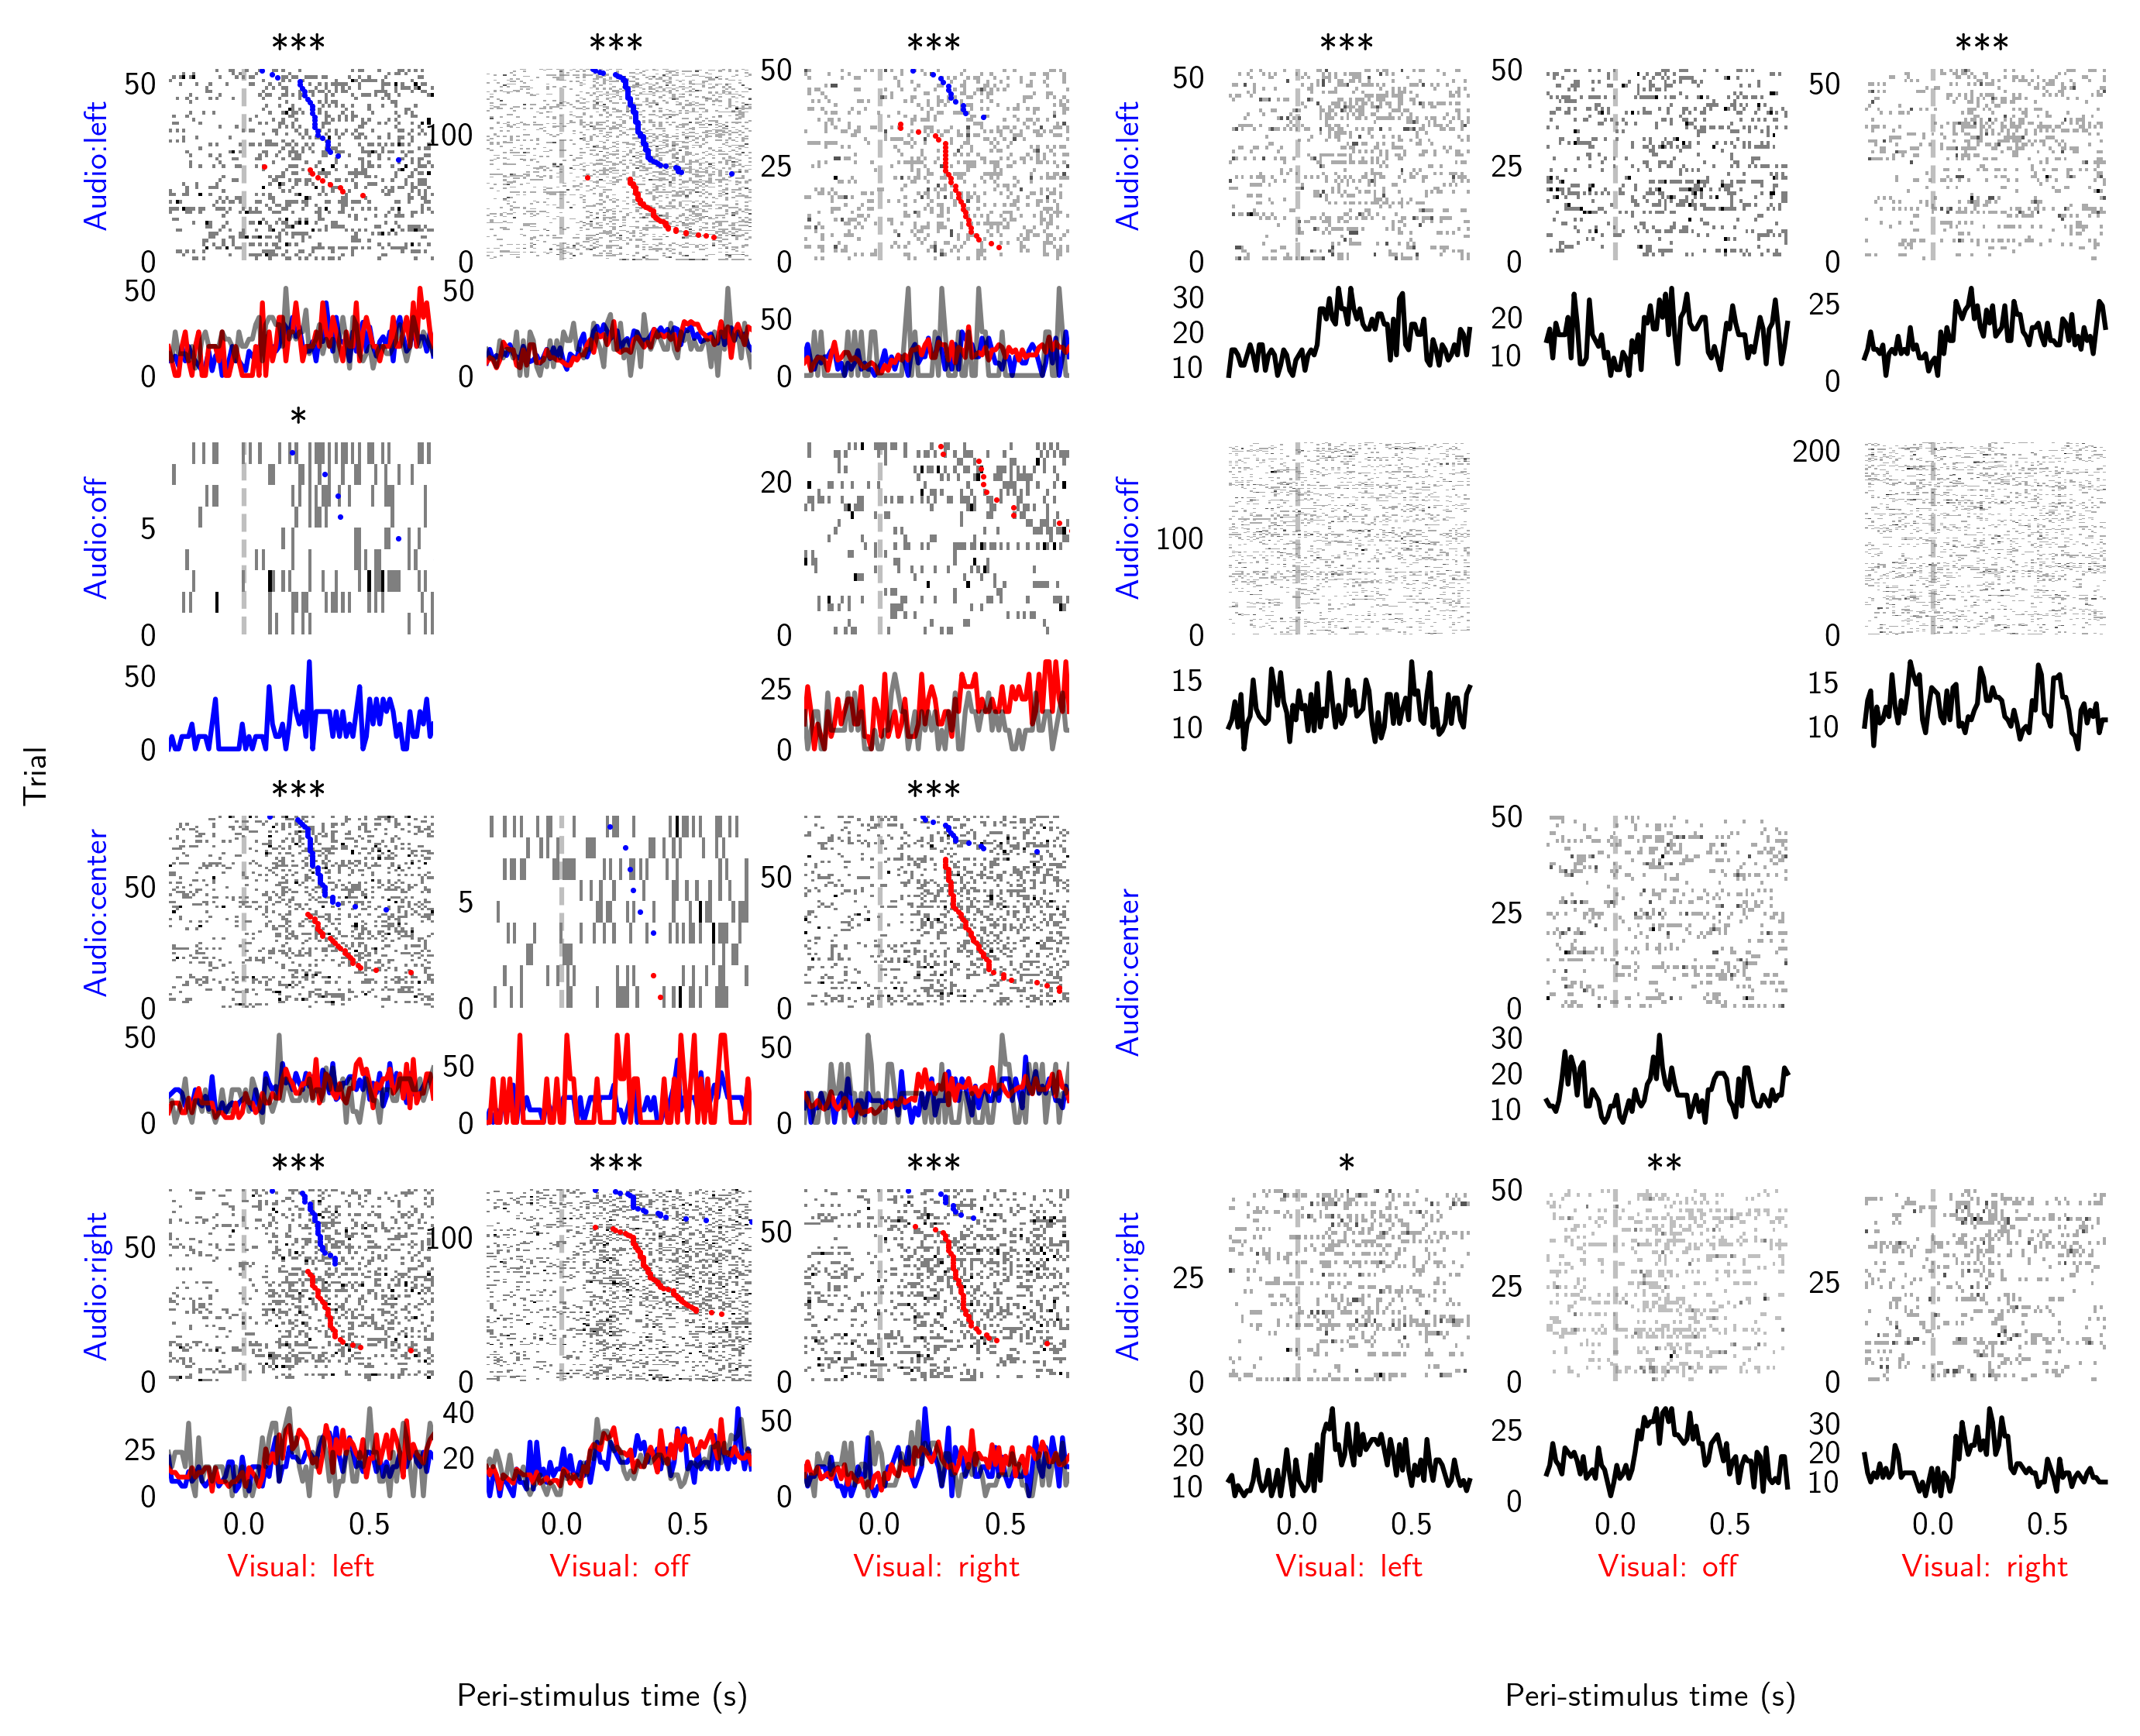 *** *** *** *** ***
Audio:left 50 0 100 0 50 25 0 Audio:left 50 0 50 25 0 50 0
50 0 50 0 50 0 30 20 10 20 10 25 0
*
Audio:off 5 0 20 0 Audio:off 100 0 200 0
50 0 25 0 15 10 15 10
Trial
*** ***
Audio:center 50 0 5 0 50 0 Audio:center 50 25 0
50 0 50 0 50 0 30 20 10
*** *** *** * **
Audio:right 50 0 100 0 50 0 Audio:right 25 0 50 25 0 25 0
25 0 40 20 50 0 30 20 10 25 0 30 20 10
0.0 0.5 0.0 0.5 0.0 0.5 0.0 0.5 0.0 0.5 0.0 0.5
Visual: left Visual: off Visual: right Visual: left Visual: off Visual: right
Peri-stimulus time (s) Peri-stimulus time (s)